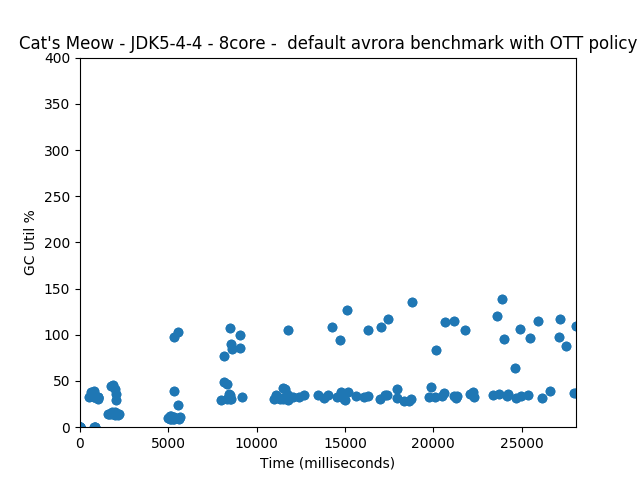 Cat's Meow - JDK5-4-4 - 8core -  default avrora benchmark with OTT policy
400
350
300
250
200
150
100
50
0
GC Util %
0 5000 10000 15000 20000 25000
Time (milliseconds)